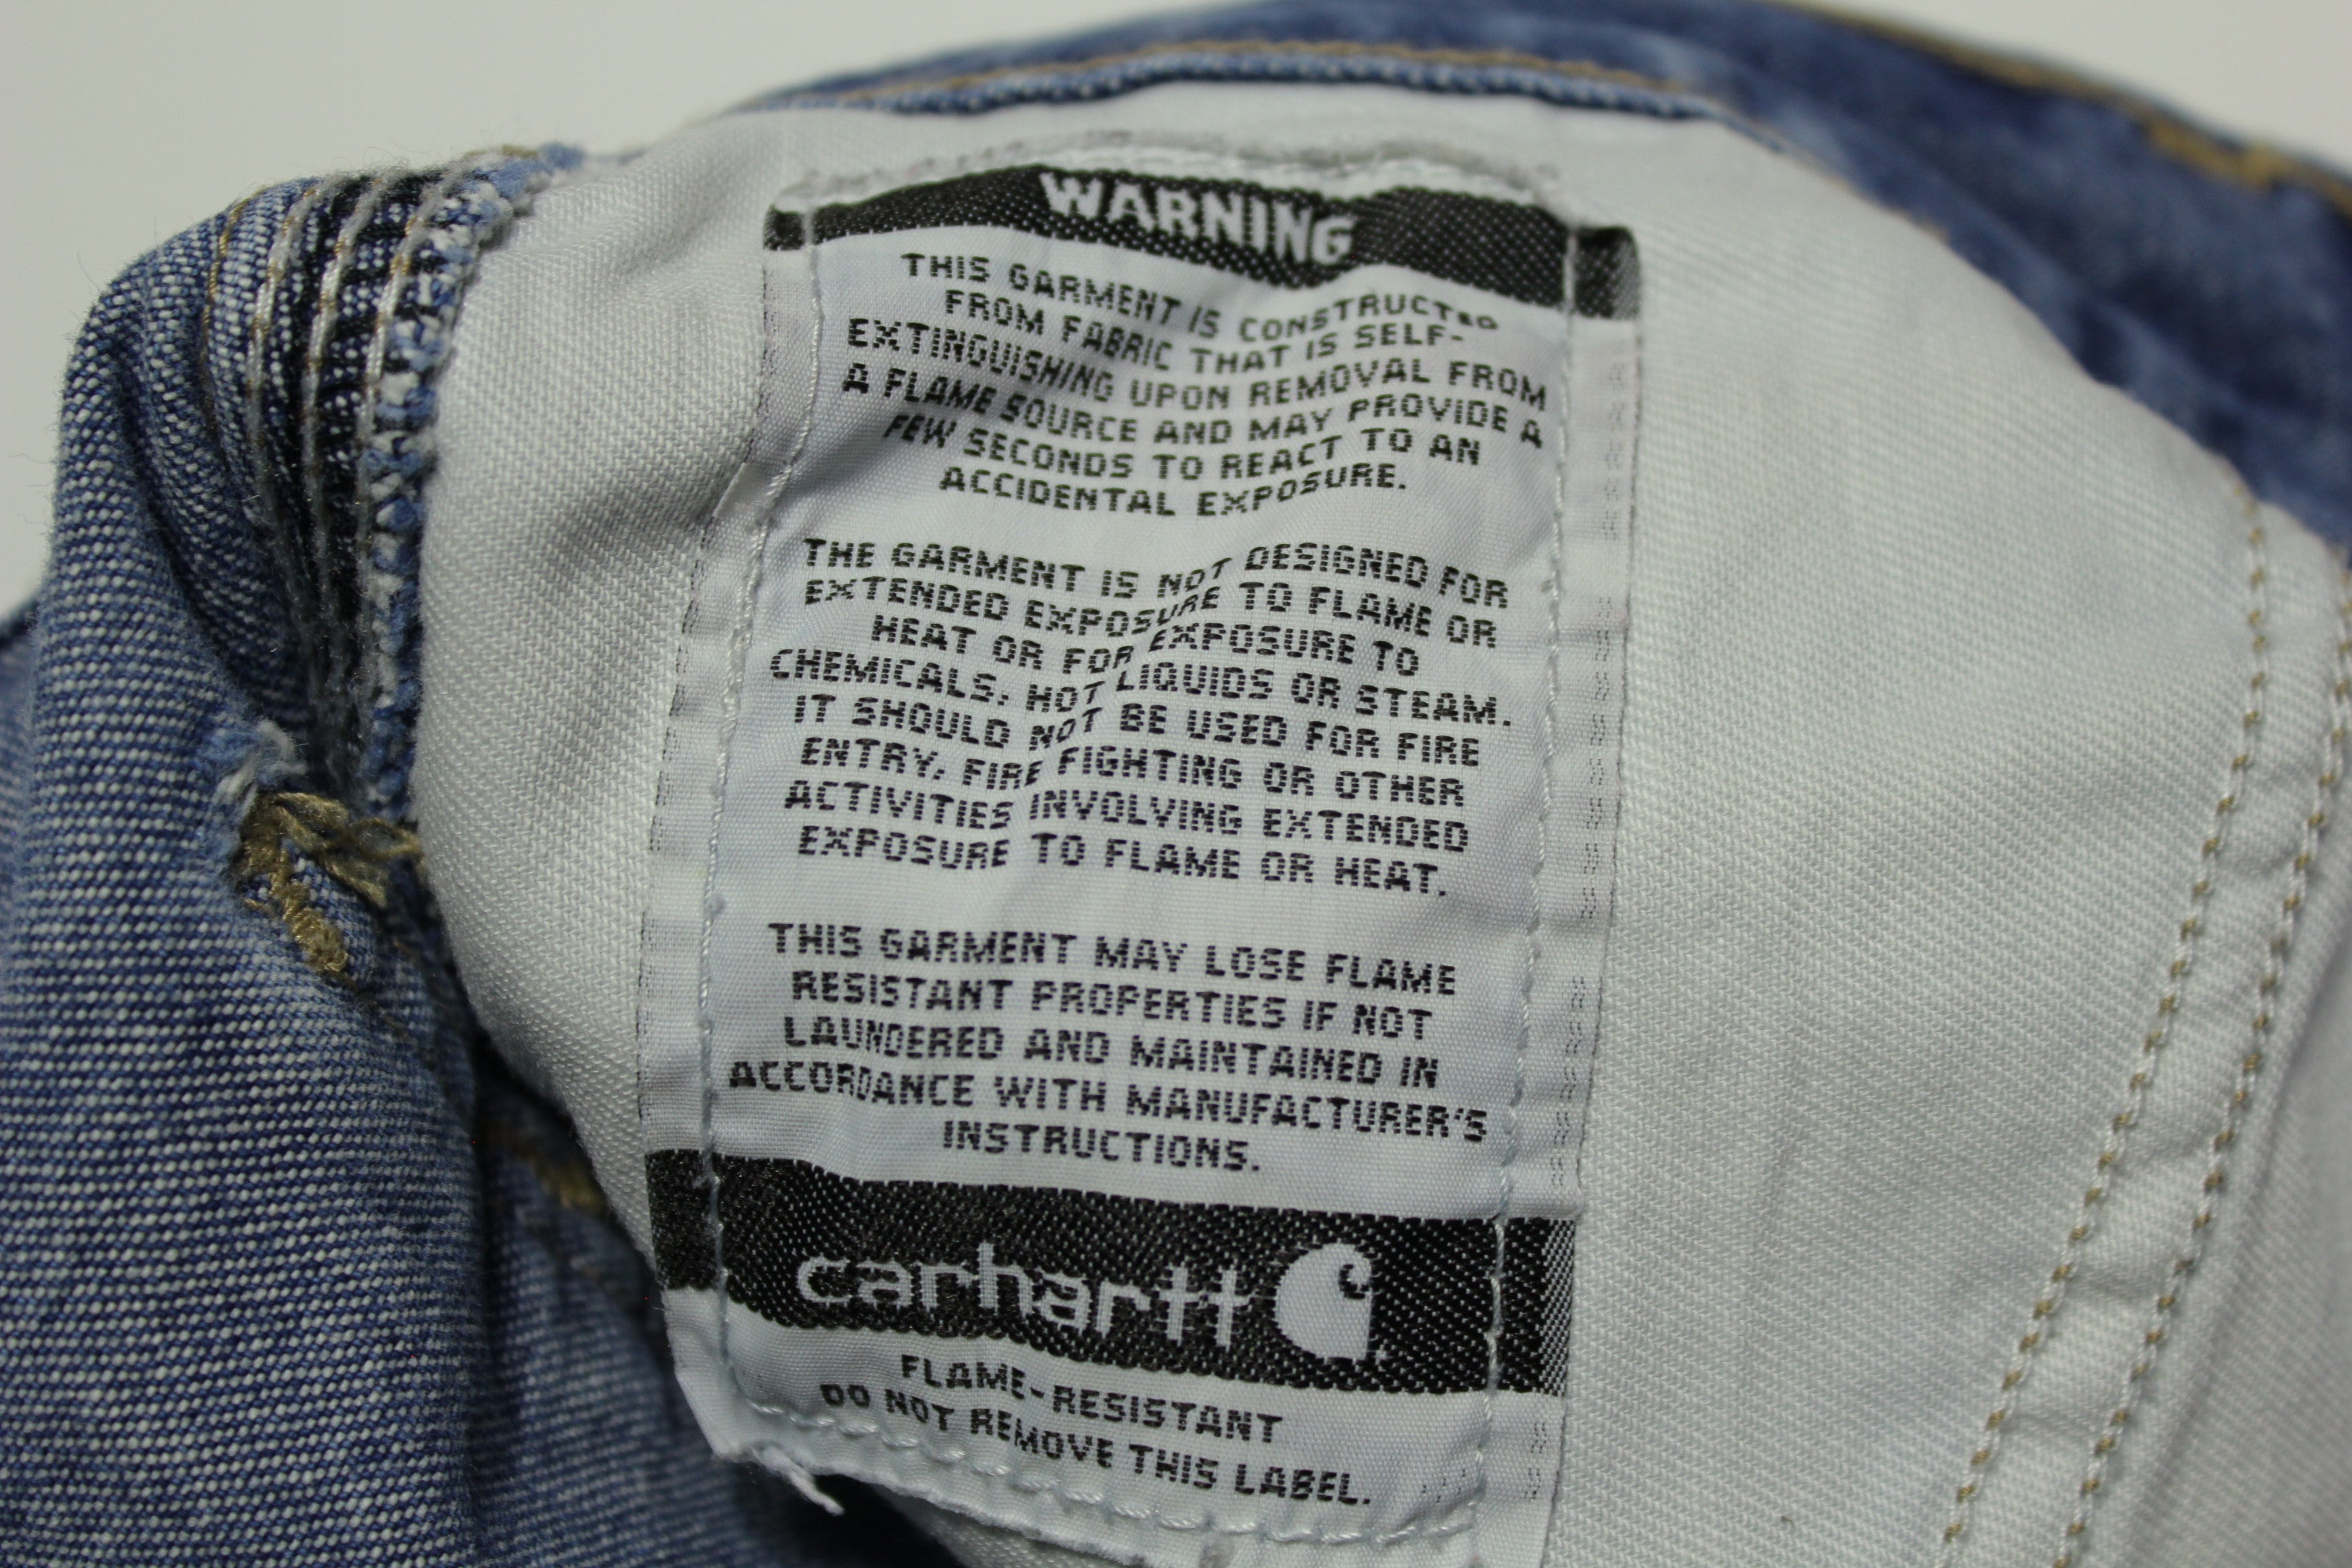 WARNING
THIS GARMENT IS CONSTRUCTED
FROM FABRIC THAT IS SELF-
EXTINGUISHING UPON REMOVAL FROM
A FLAME SOURCE AND MAY PROVIDE A
FEW SECONDS TO REACT TO AN
ACCIDENTAL EXPOSURE.
THE GARMENT IS NOT DESIGNED FOR
EXTENDED EXPOSURE TO FLAME OR
HEAT OR FOR EXPOSURE TO
CHEMICALS, HOT LIQUIDS OR STEAM.
IT SHOULD NOT BE USED FOR FIRE
ENTRY, FIRE FIGHTING OR OTHER
ACTIVITIES INVOLVING EXTENDED
EXPOSURE TO FLAME OR HEAT.
THIS GARMENT MAY LOSE FLAME
RESISTANT PROPERTIES IF NOT
LAUNDERED AND MAINTAINED IN
ACCORDANCE WITH MANUFACTURER'S
INSTRUCTIONS.
carhartt
FLAME-RESISTANT
DO NOT REMOVE THIS LABEL.